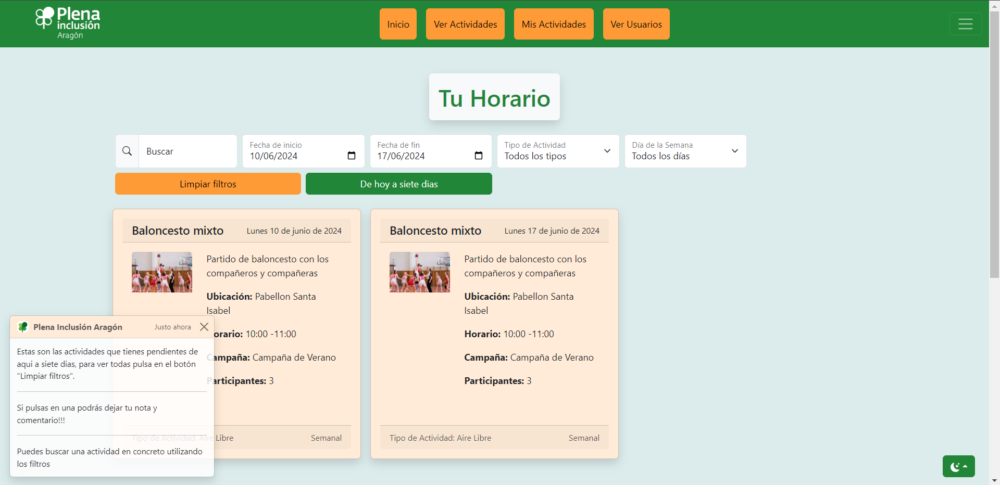 Plena
inclusión
Aragón
Inicio
Ver Actividades
Mis Actividades
Ver Usuarios
Tu Horario
Buscar
Fecha de inicio
10/06/2024
Fecha de fin
17/06/2024
Tipo de Actividad
Todos los tipos
Día de la Semana
Todos los días
Limpiar filtros
De hoy a siete dias
Baloncesto mixto
Lunes 10 de junio de 2024
Partido de baloncesto con los
compañeros y compañeras
Ubicación: Pabellon Santa
Isabel
Horario: 10:00 -11:00
Campaña: Campaña de Verano
Participantes: 3
Tipo de Actividad: Aire Libre
Semanal
Baloncesto mixto
Lunes 17 de junio de 2024
Partido de baloncesto con los
compañeros y compañeras
Ubicación: Pabellon Santa
Isabel
Horario: 10:00 -11:00
Campaña: Campaña de Verano
Participantes: 3
Tipo de Actividad: Aire Libre
Semanal
Plena Inclusión Aragón
Justo ahora
Estas son las actividades que tienes pendientes de
aqui a siete dias, para ver todas pulsa en el botón
"Limpiar filtros".
Si pulsas en una podrás dejar tu nota y
comentario!!!
Puedes buscar una actividad en concreto utilizando
los filtros